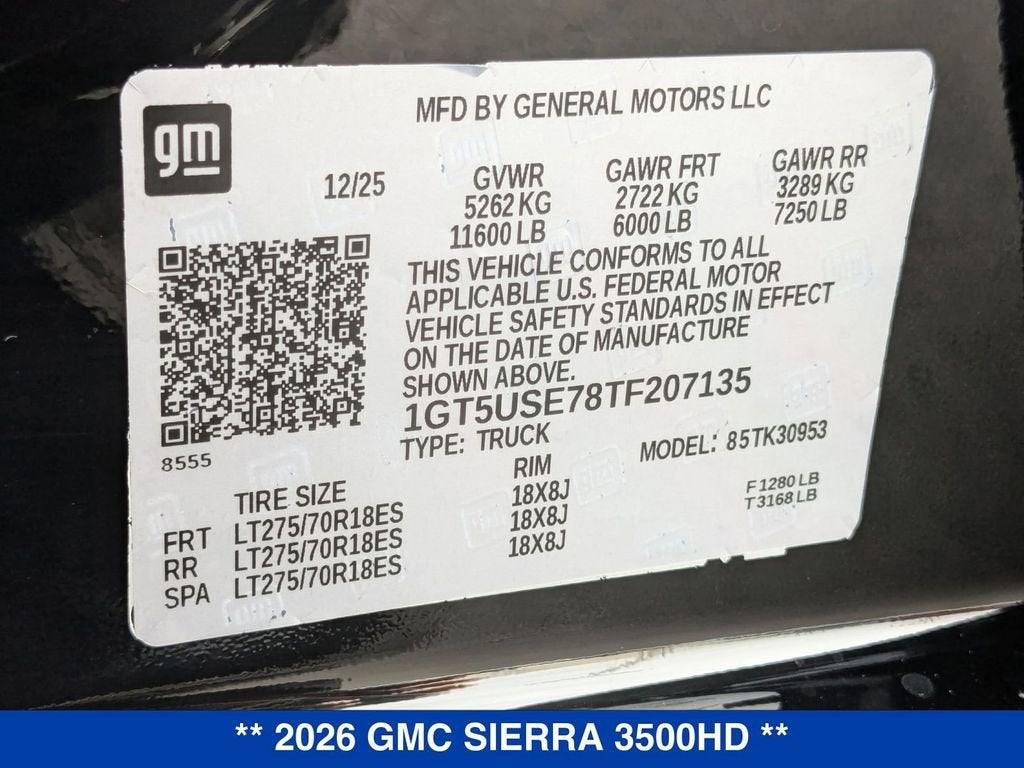 MFD BY GENERAL MOTORS LLC
gm
12/25
GVWR
5262 KG
11600 LB
GAWR FRT
2722 KG
6000 LB
GAWR RR
3289 KG
7250 LB
THIS VEHICLE CONFORMS TO ALL
APPLICABLE U.S. FEDERAL MOTOR
VEHICLE SAFETY STANDARDS IN EFFECT
ON THE DATE OF MANUFACTURE
SHOWN ABOVE.
1GT5USE78TF207135
TYPE: TRUCK MODEL: 85TK30953
8555
TIRE SIZE RIM
FRT LT275/70R18ES 18X8J
RR LT275/70R18ES 18X8J
SPA LT275/70R18ES 18X8J
F1280 LB
T3168 LB
** 2026 GMC SIERRA 3500HD **